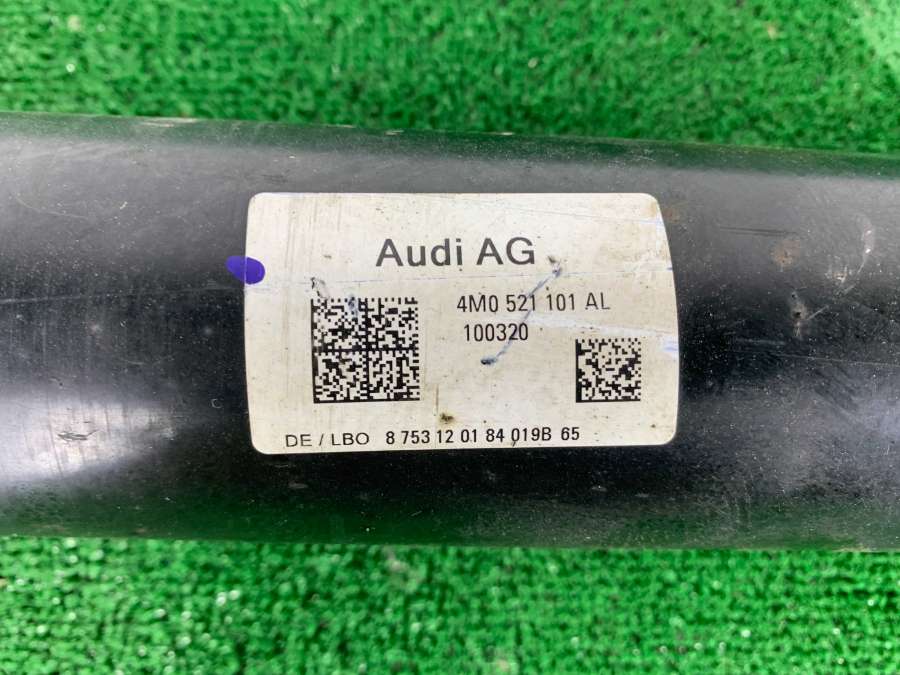 Audi AG
4M0 521 101 AL
100320
DE / LBO 8 753 12 01 84 019B 65